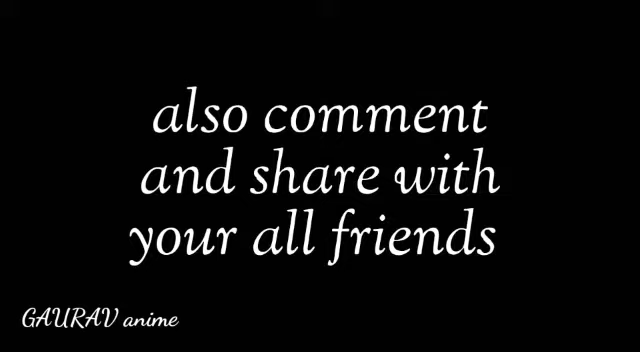 also comment
and share with
your all friends
GAURAV anime